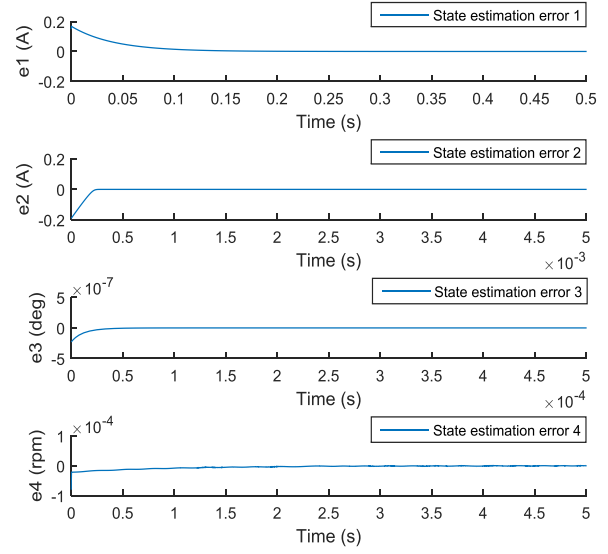 State estimation error 1
0.2
0
-0.2
e1 (A)
0 0.05 0.1 0.15 0.2 0.25 0.3 0.35 0.4 0.45 0.5
Time (s)
State estimation error 2
0.2
0
-0.2
e2 (A)
0 0.5 1 1.5 2 2.5 3 3.5 4 4.5 5
Time (s)
×10-3
×10-7
State estimation error 3
5
0
-5
e3 (deg)
0 0.5 1 1.5 2 2.5 3 3.5 4 4.5 5
Time (s)
×10-4
×10-4
State estimation error 4
1
0
-1
e4 (rpm)
0 0.5 1 1.5 2 2.5 3 3.5 4 4.5 5
Time (s)